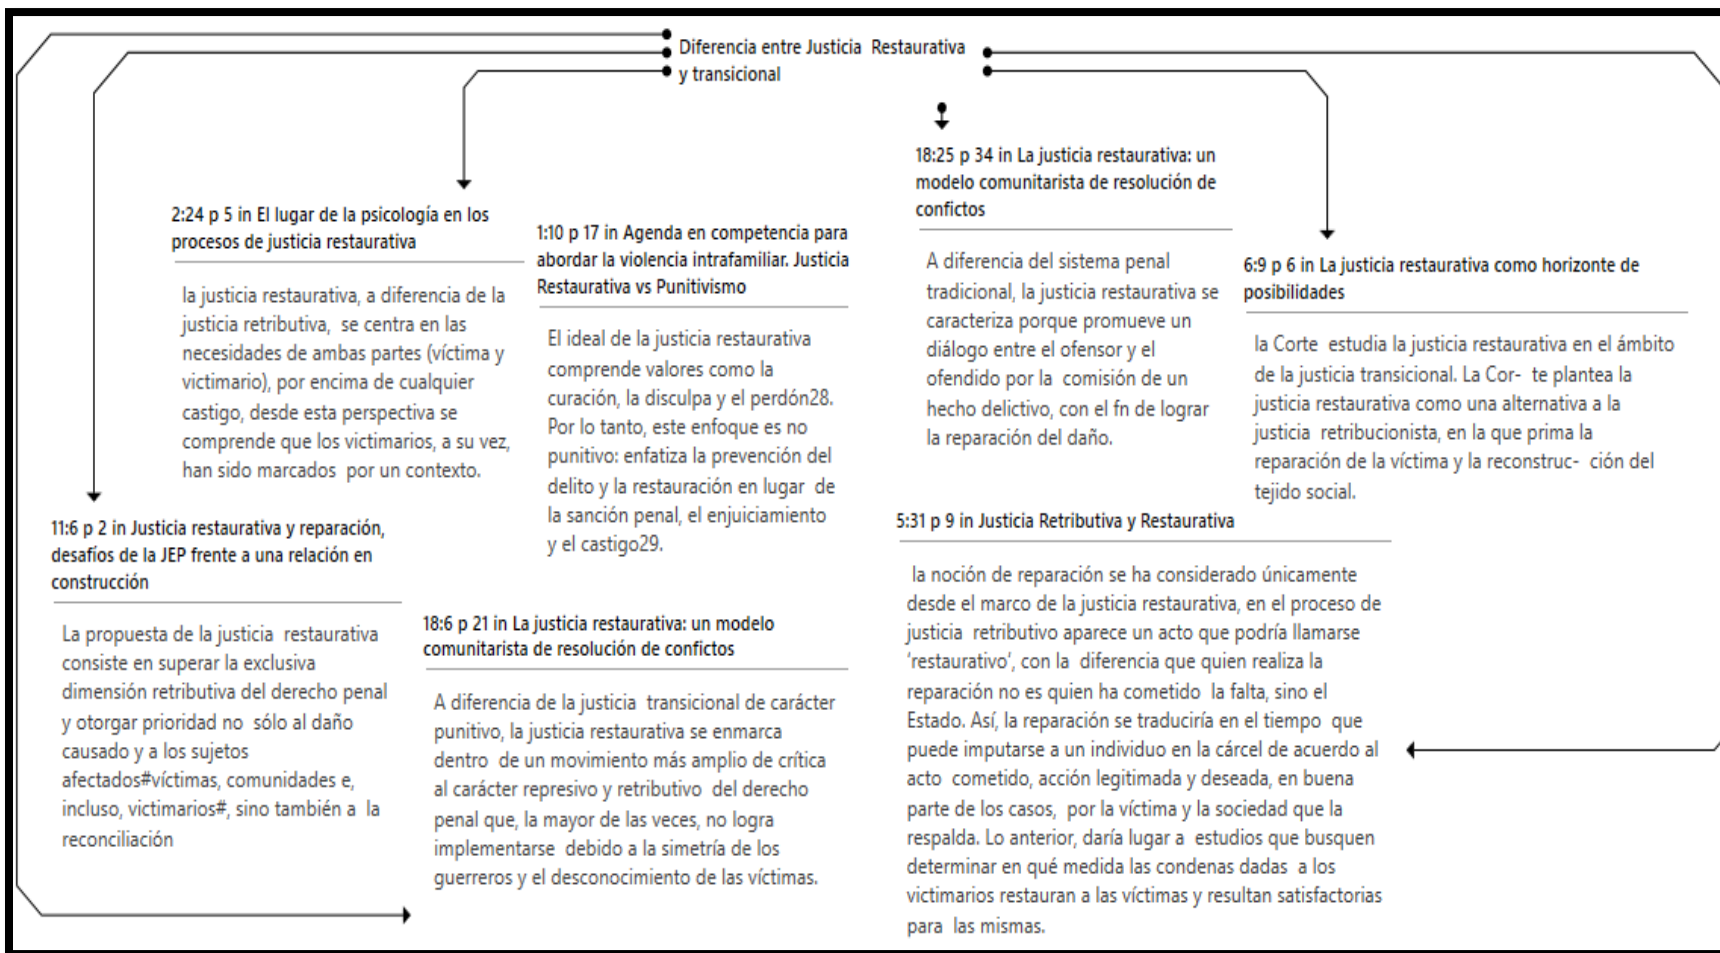 Diferencia entre Justicia Restaurativa
y transicional
2:24 p 5 in El lugar de la psicología en los
procesos de justicia restaurativa
la justicia restaurativa, a diferencia de la
justicia retributiva, se centra en las
necesidades de ambas partes (víctima y
victimario), por encima de cualquier
castigo, desde esta perspectiva se
comprende que los victimarios, a su vez,
han sido marcados por un contexto.
1:10 p 17 in Agenda en competencia para
abordar la violencia intrafamiliar. Justicia
Restaurativa vs Punitivismo
El ideal de la justicia restaurativa
comprende valores como la
curación, la disculpa y el perdón28.
Por lo tanto, este enfoque es no
punitivo: enfatiza la prevención del
delito y la restauración en lugar de
la sanción penal, el enjuiciamiento
y el castigo29.
18:25 p 34 in La justicia restaurativa: un
modelo comunitarista de resolución de
confictos
A diferencia del sistema penal
tradicional, la justicia restaurativa se
caracteriza porque promueve un
diálogo entre el ofensor y el
ofendido por la comisión de un
hecho delictivo, con el fn de lograr
la reparación del daño.
6:9 p 6 in La justicia restaurativa como horizonte de
posibilidades
la Corte estudia la justicia restaurativa en el ámbito
de la justicia transicional. La Cor- te plantea la
justicia restaurativa como una alternativa a la
justicia retribucionista, en la que prima la
reparación de la víctima y la reconstruc- ción del
tejido social.
11:6 p 2 in Justicia restaurativa y reparación,
desafíos de la JEP frente a una relación en
construcción
La propuesta de la justicia restaurativa
consiste en superar la exclusiva
dimensión retributiva del derecho penal
y otorgar prioridad no sólo al daño
causado y a los sujetos
afectados#víctimas, comunidades e,
incluso, victimarios#, sino también a la
reconciliación
18:6 p 21 in La justicia restaurativa: un modelo
comunitarista de resolución de confictos
A diferencia de la justicia transicional de carácter
punitivo, la justicia restaurativa se enmarca
dentro de un movimiento más amplio de crítica
al carácter represivo y retributivo del derecho
penal que, la mayor de las veces, no logra
implementarse debido a la simetría de los
guerreros y el desconocimiento de las víctimas.
5:31 p 9 in Justicia Retributiva y Restaurativa
la noción de reparación se ha considerado únicamente
desde el marco de la justicia restaurativa, en el proceso de
justicia retributivo aparece un acto que podría llamarse
'restaurativo', con la diferencia que quien realiza la
reparación no es quien ha cometido la falta, sino el
Estado. Así, la reparación se traduciría en el tiempo que
puede imputarse a un individuo en la cárcel de acuerdo al
acto cometido, acción legitimada y deseada, en buena
parte de los casos, por la víctima y la sociedad que la
respalda. Lo anterior, daría lugar a estudios que busquen
determinar en qué medida las condenas dadas a los
victimarios restauran a las víctimas y resultan satisfactorias
para las mismas.